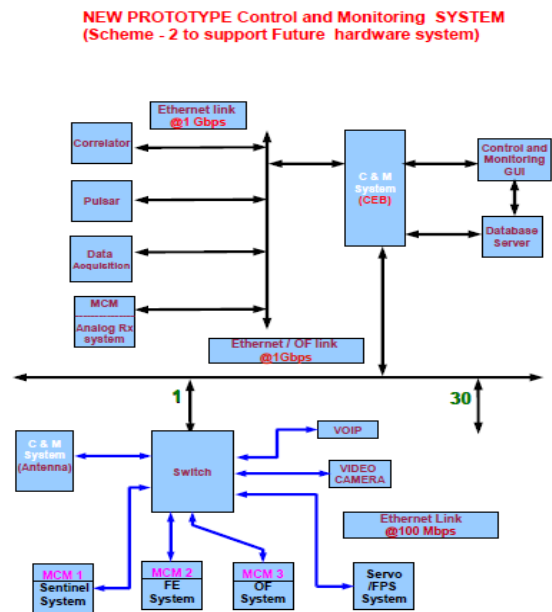 NEW PROTOTYPE Control and Monitoring SYSTEM
(Scheme - 2 to support Future hardware system)
Ethernet link
@1 Gbps
Correlator
Pulsar
Data
Acquisition
MCM
Analog Rx
system
C & M
System
(CEB)
Control and
Monitoring
GUI
Database
Server
Ethernet / OF link
@1Gbps
1
30
C & M
System
(Antenna)
Switch
VOIP
VIDEO
CAMERA
Ethernet Link
@100 Mbps
MCM 1
Sentinel
System
MCM 2
FE
System
MCM 3
OF
System
Servo
/FPS
System